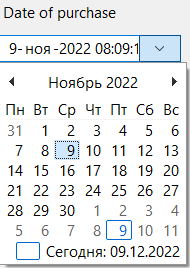 Date of purchase
9- ноя -2022 08:09:1
Ноябрь 2022
Пн Вт Ср Чт Пт Сб Вс
31 1 2 3 4 5 6
7 8 9 10 11 12 13
14 15 16 17 18 19 20
21 22 23 24 25 26 27
28 29 30 1 2 3 4
5 6 7 8 9 10 11
Сегодня: 09.12.2022